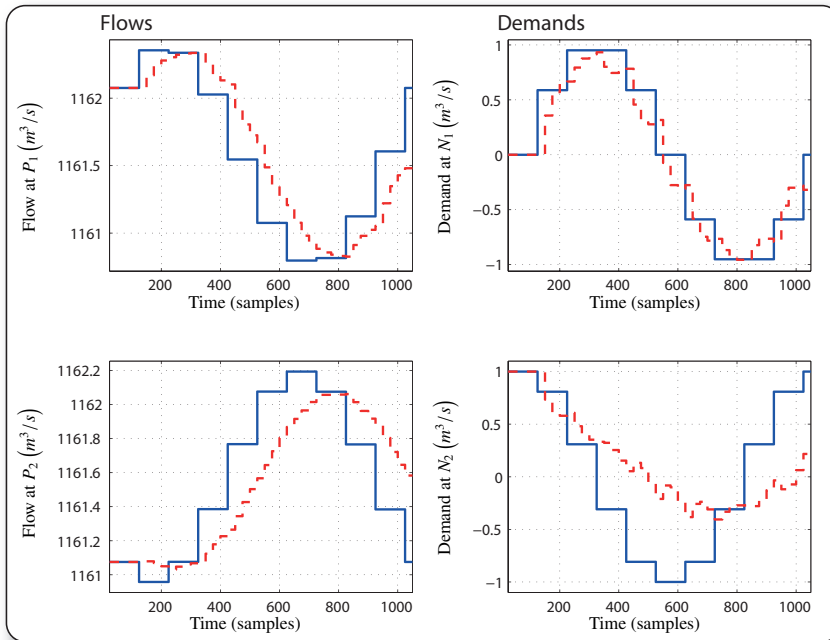 Flows
Demands
Flow at P₁ (m³/s)
1162
1161.5
1161
200 400 600 800 1000
Time (samples)
Demand at N₁ (m³/s)
1
0.5
0
−0.5
−1
200 400 600 800 1000
Time (samples)
Flow at P₂ (m³/s)
1162.2
1162
1161.8
1161.6
1161.4
1161.2
1161
200 400 600 800 1000
Time (samples)
Demand at N₂ (m³/s)
1
0.5
0
−0.5
−1
200 400 600 800 1000
Time (samples)